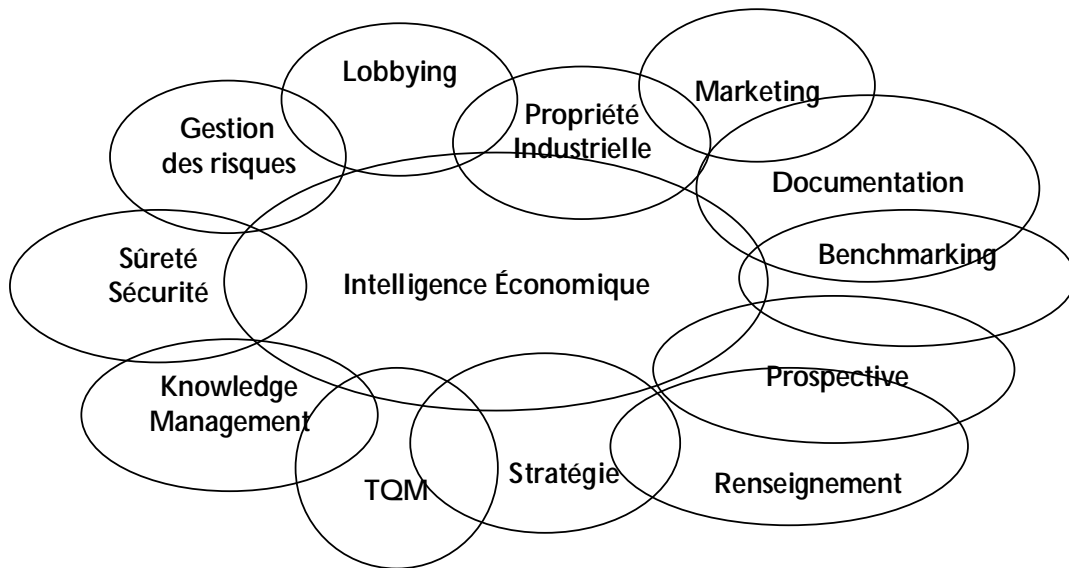 Lobbying
Marketing
Propriété
Industrielle
Gestion
des risques
Documentation
Benchmarking
Sûreté
Sécurité
Intelligence Économique
Prospective
Knowledge
Management
Stratégie
TQM
Renseignement